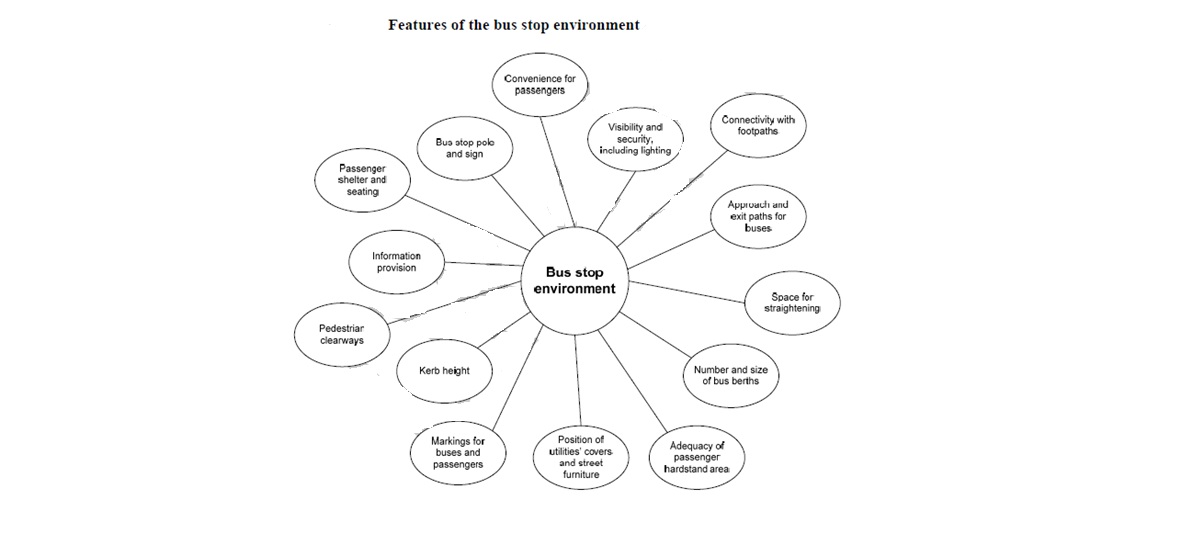 Features of the bus stop environment
Convenience for
passengers
Visibility and
security,
including lighting
Connectivity with
footpaths
Bus stop pole
and sign
Passenger
shelter and
seating
Approach and
exit paths for
buses
Information
provision
Bus stop
environment
Space for
straightening
Pedestrian
clearways
Kerb height
Number and size
of bus berths
Markings for
buses and
passengers
Position of
utilities' covers
and street
furniture
Adequacy of
passenger
hardstand area